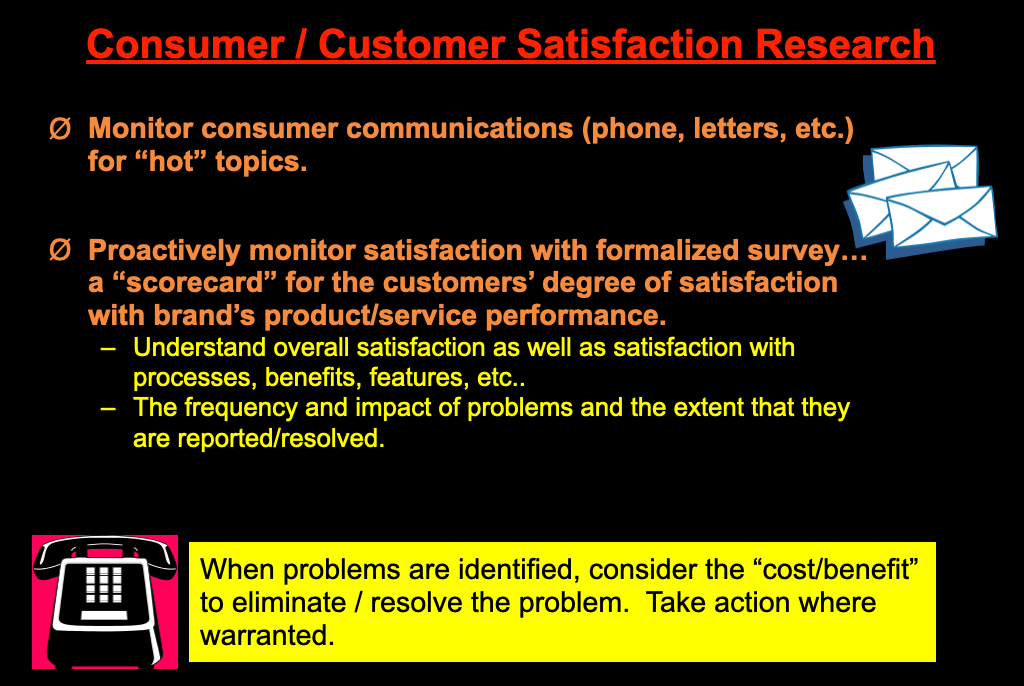 Consumer / Customer Satisfaction Research
Ø Monitor consumer communications (phone, letters, etc.)
for “hot” topics.
Ø Proactively monitor satisfaction with formalized survey…
a “scorecard” for the customers’ degree of satisfaction
with brand’s product/service performance.
– Understand overall satisfaction as well as satisfaction with
processes, benefits, features, etc..
– The frequency and impact of problems and the extent that they
are reported/resolved.
When problems are identified, consider the “cost/benefit”
to eliminate / resolve the problem.  Take action where
warranted.